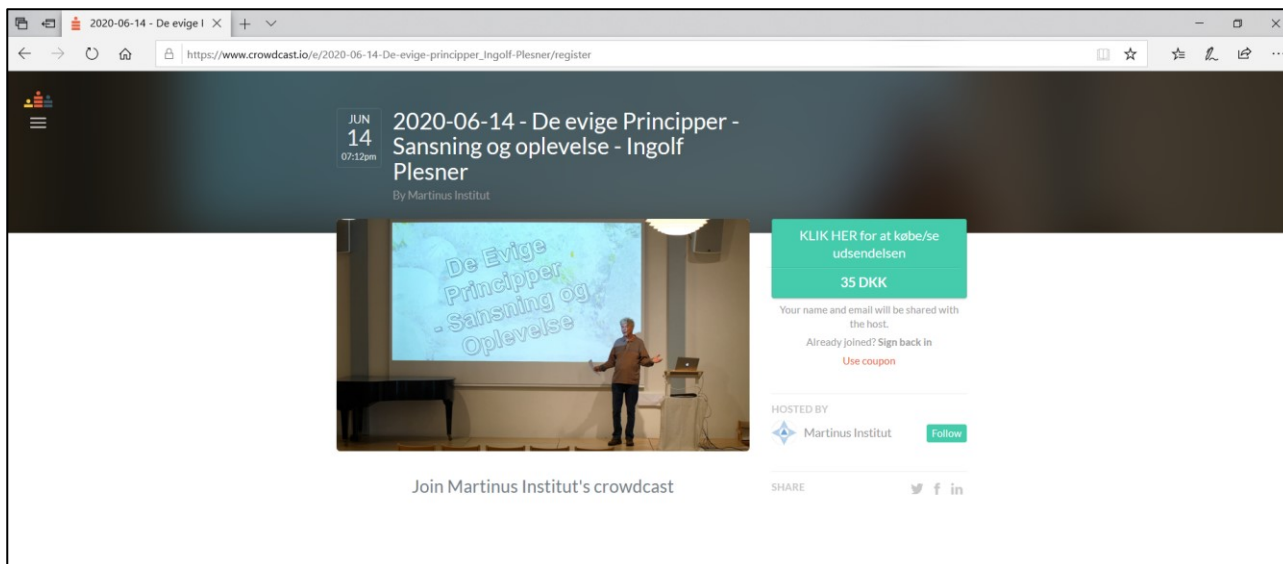 2020-06-14 - De evige I
https://www.crowdcast.io/e/2020-06-14-De-evige-principper_Ingolf-Plesner/register
JUN
14
07:12pm
2020-06-14 - De evige Principper -
Sansning og oplevelse - Ingolf
Plesner
By Martinus Institut
De Evige
Principper
- Sansning og
Oplevelse
KLIK HER for at købe/se
udsendelsen
35 DKK
Your name and email will be shared with
the host.
Already joined? Sign back in
Use coupon
HOSTED BY
Martinus Institut
Follow
Join Martinus Institut's crowdcast
SHARE